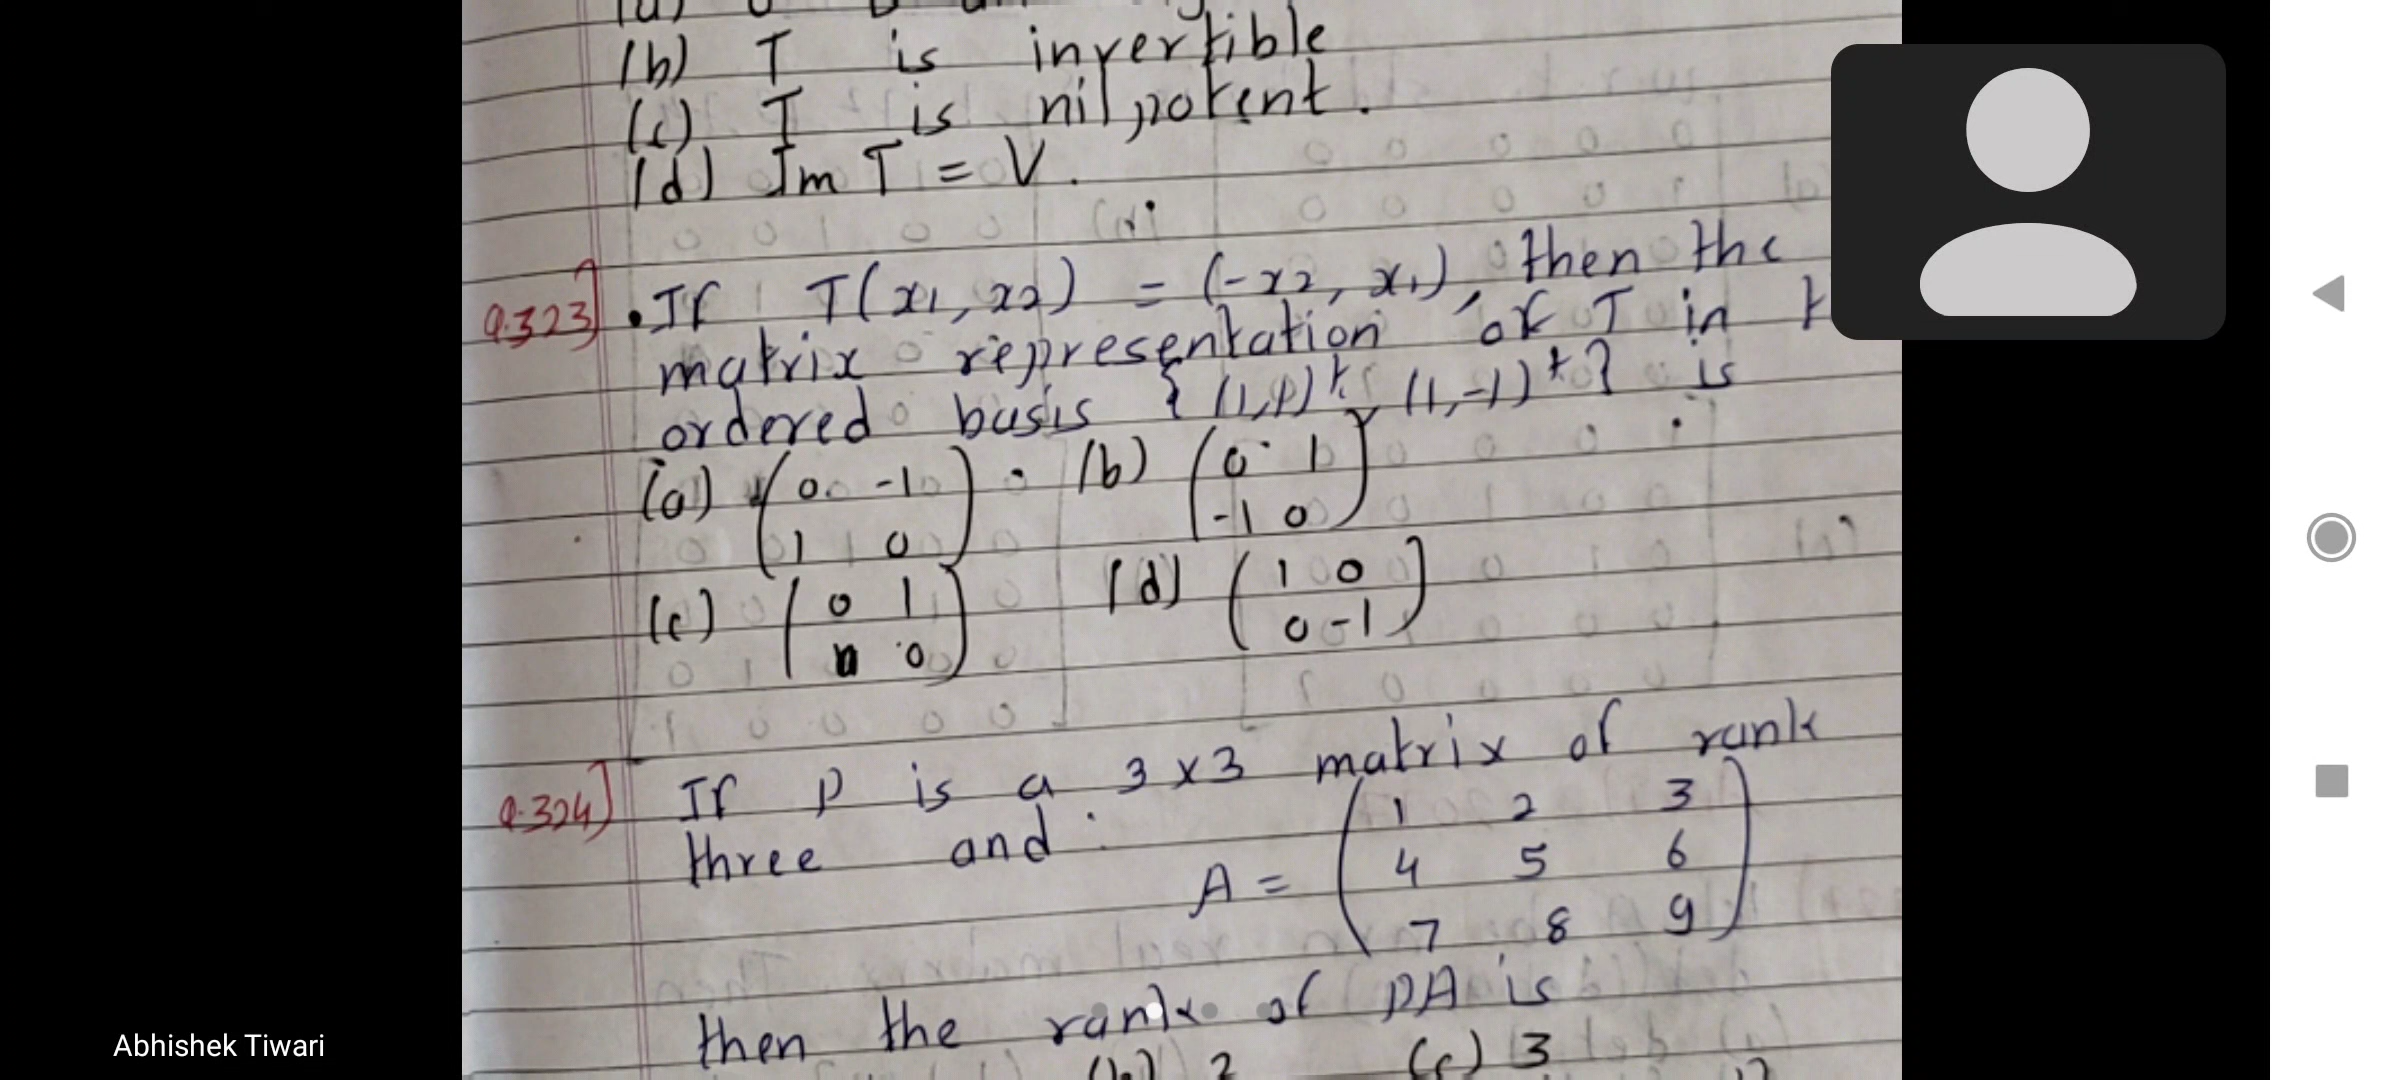 (b) T is invertible
(c) T is nilpotent.
(d) Im T = V.
Q.323] • If T(x1, x2) = (-x2, x1), then the
matrix representation of T in
ordered basis {(1,1)ᵗ, (1,-1)ᵗ} is
(a) (0 -1 (b) (0 1
1 0) -1 0)
(c) (0 1 (d) (1 0
0) 0 -1)
Q.324] If P is a 3 x 3 matrix of rank
three and :
A = (1 2 3
4 5 6
7 8 9)
then the rank of PA is
(b) 2 (c) 3
Abhishek Tiwari